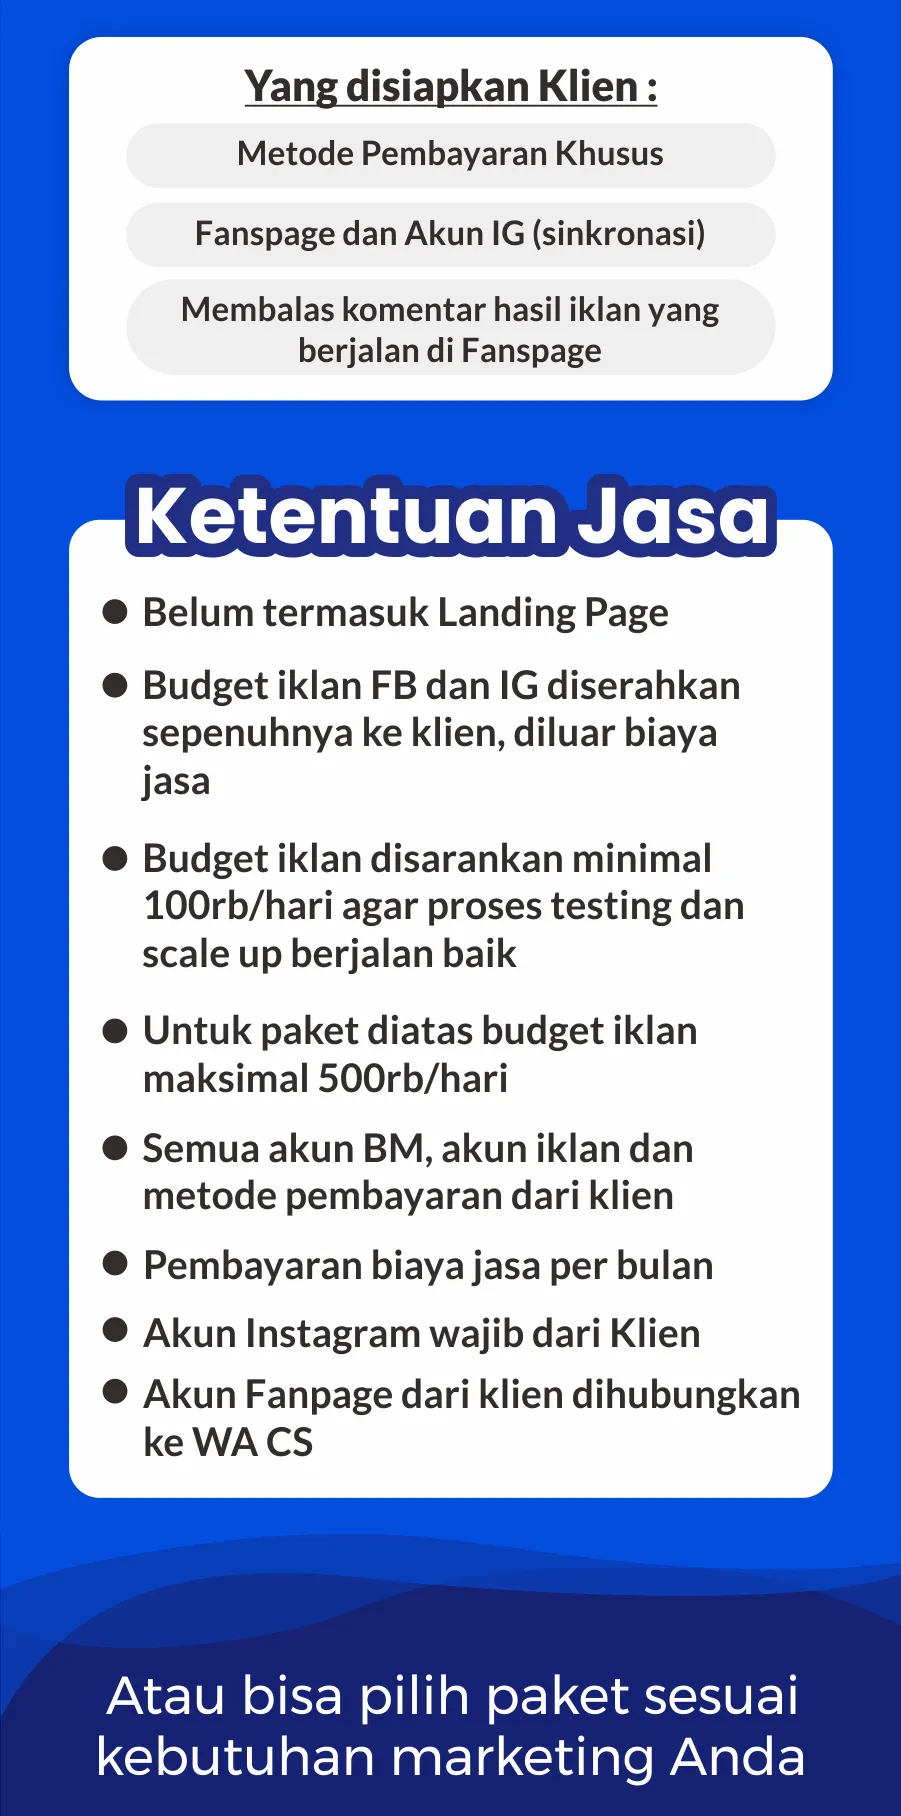 Yang disiapkan Klien :
Metode Pembayaran Khusus
Fanspage dan Akun IG (sinkronasi)
Membalas komentar hasil iklan yang
berjalan di Fanspage
Ketentuan Jasa
● Belum termasuk Landing Page
● Budget iklan FB dan IG diserahkan
sepenuhnya ke klien, diluar biaya
jasa
● Budget iklan disarankan minimal
100rb/hari agar proses testing dan
scale up berjalan baik
● Untuk paket diatas budget iklan
maksimal 500rb/hari
● Semua akun BM, akun iklan dan
metode pembayaran dari klien
● Pembayaran biaya jasa per bulan
● Akun Instagram wajib dari Klien
● Akun Fanpage dari klien dihubungkan
ke WA CS
Atau bisa pilih paket sesuai
kebutuhan marketing Anda